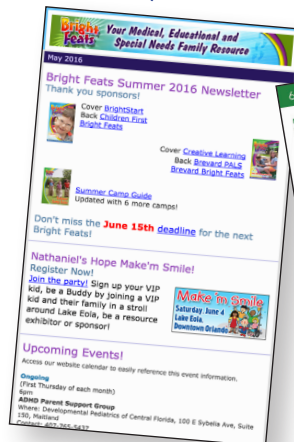 Bright Feats
Your Medical, Educational and
Special Needs Family Resource
May 2016
Bright Feats Summer 2016 Newsletter
Thank you sponsors!
Cover BrightStart
Back Children First
Bright Feats
Cover Creative Learning
Back Brevard PALS
Brevard Bright Feats
Summer Camp Guide
Updated with 6 more camps!
Don't miss the June 15th deadline for the next
Bright Feats!
Nathaniel's Hope Make'm Smile!
Register Now!
Join the party! Sign up your VIP
kid, be a Buddy by joining a VIP
kid and their family in a stroll
around Lake Eola, be a resource
exhibitor or sponsor!
Make 'm Smile
Saturday, June 4
Lake Eola,
Downtown Orlando
Upcoming Events!
Access our website calendar to easily reference this event information.
Ongoing
(First Thursday of each month)
6pm
ADHD Parent Support Group
Where: Developmental Pediatrics of Central Florida, 100 E Sybelia Ave, Suite
Contact: 407-265-5437